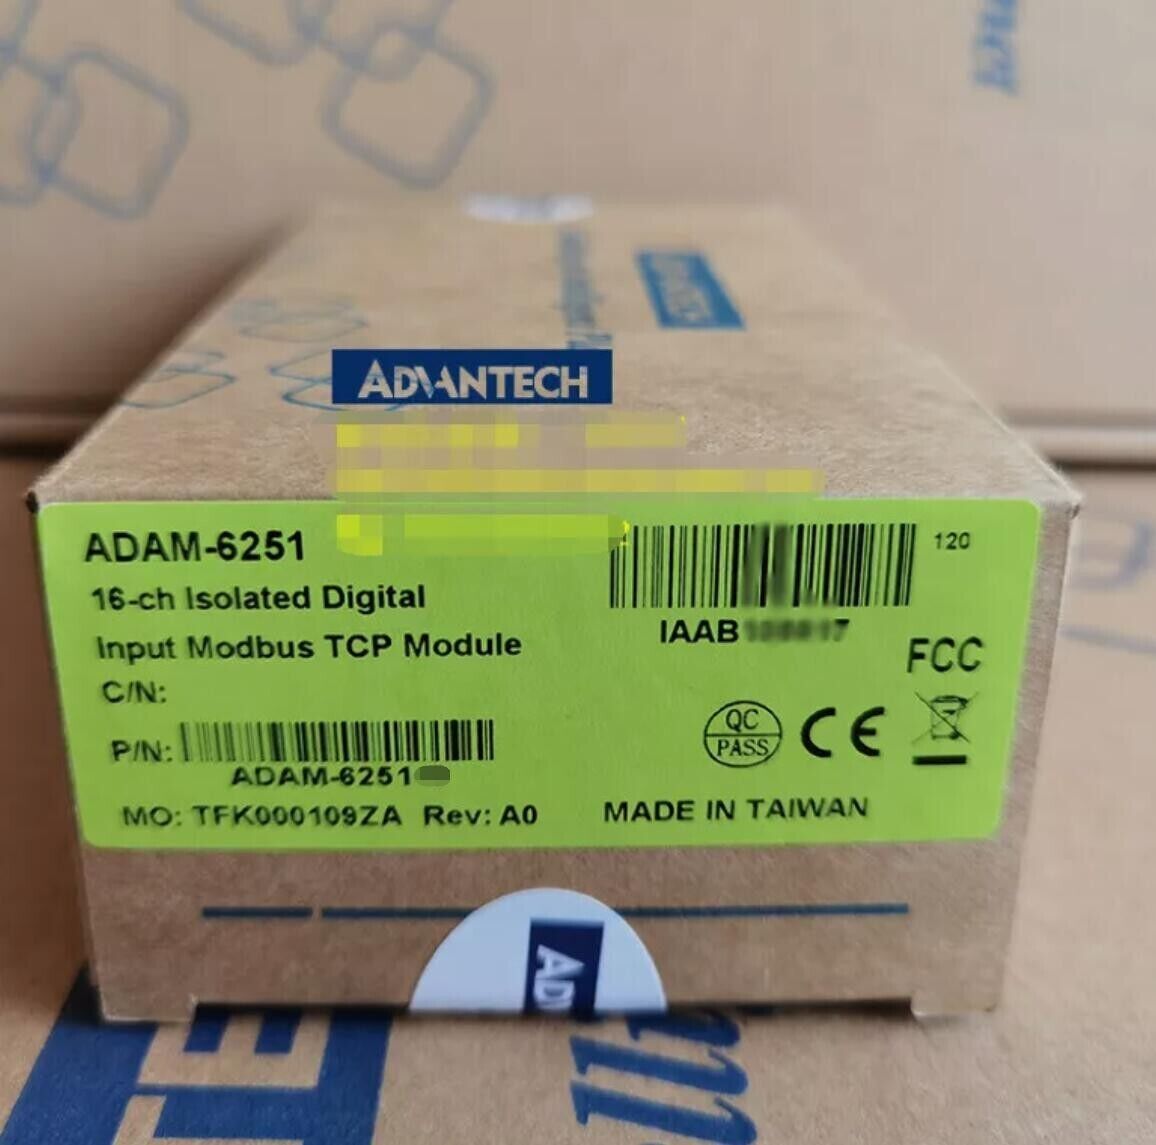 ADVANTECH
ADAM-6251
120
16-ch Isolated Digital
IAAB
Input Modbus TCP Module
FCC
C/N:
QC
PASS
CE
P/N:
ADAM-6251
MO: TFK000109ZA Rev: A0
MADE IN TAIWAN